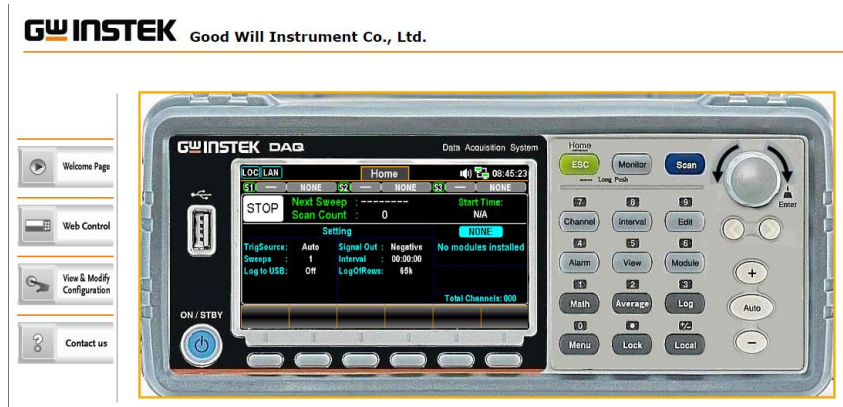 GW INSTEK Good Will Instrument Co., Ltd.
Welcome Page
Web Control
View & Modify
Configuration
Contact us
GW INSTEK DAQ
Data Acquisition System
LOC LAN Home 08:45:23
S1 — NONE S2 — NONE S3 — NONE
STOP
Next Sweep : --------
Scan Count : 0
Start Time:
N/A
Setting
NONE
TrigSource: Auto Signal Out : Negative
No modules installed
Sweeps : 1 Interval : 00:00:00
Log to USB: Off LogOfRows: 65k
Total Channels: 000
ON / STBY
Home
ESC Monitor Scan
Long Push
Enter
7 8 9
Channel Interval Edit
4 5 6
Alarm View Module
1 2 3
Math Average Log
0 ■ +/-
Menu Lock Local
+
Auto
−